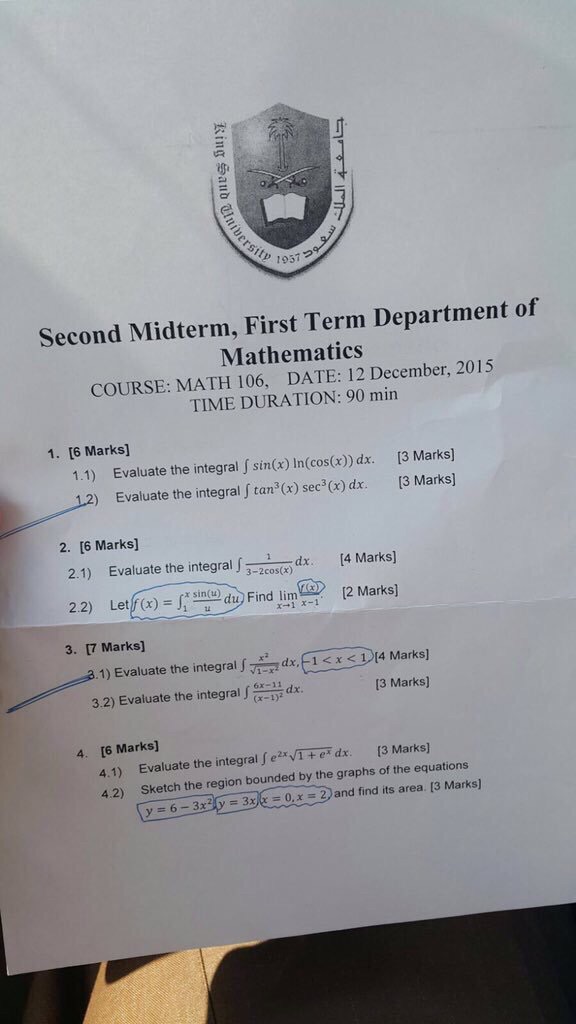 King Saud University 1957 جامعة الملك سعود
Second Midterm, First Term Department of
Mathematics
COURSE: MATH 106, DATE: 12 December, 2015
TIME DURATION: 90 min
1. [6 Marks]
1.1) Evaluate the integral ∫ sin(x) ln(cos(x)) dx. [3 Marks]
1.2) Evaluate the integral ∫ tan³(x) sec³(x) dx. [3 Marks]
2. [6 Marks]
2.1) Evaluate the integral ∫ 1/(3−2cos(x)) dx. [4 Marks]
2.2) Let f(x) = ∫₁ˣ sin(u)/u du, Find lim x→1 f(x)/(x−1). [2 Marks]
3. [7 Marks]
3.1) Evaluate the integral ∫ x²/√(1−x²) dx, −1 < x < 1. [4 Marks]
3.2) Evaluate the integral ∫ (6x−11)/(x−1)² dx. [3 Marks]
4. [6 Marks]
4.1) Evaluate the integral ∫ e²ˣ√(1 + eˣ) dx. [3 Marks]
4.2) Sketch the region bounded by the graphs of the equations
y = 6 − 3x², y = 3x, x = 0, x = 2, and find its area. [3 Marks]